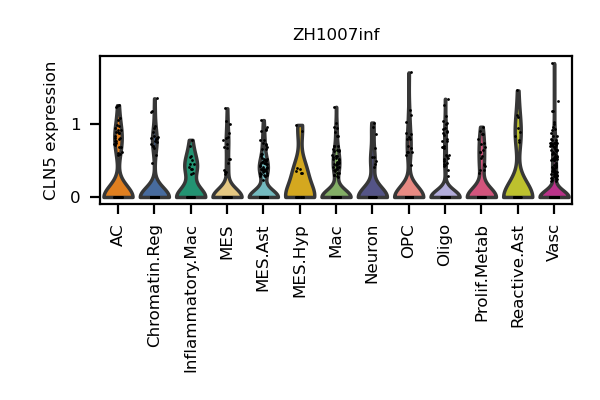 ZH1007inf
CLN5 expression
1
0
AC
Chromatin.Reg
Inflammatory.Mac
MES
MES.Ast
MES.Hyp
Mac
Neuron
OPC
Oligo
Prolif.Metab
Reactive.Ast
Vasc